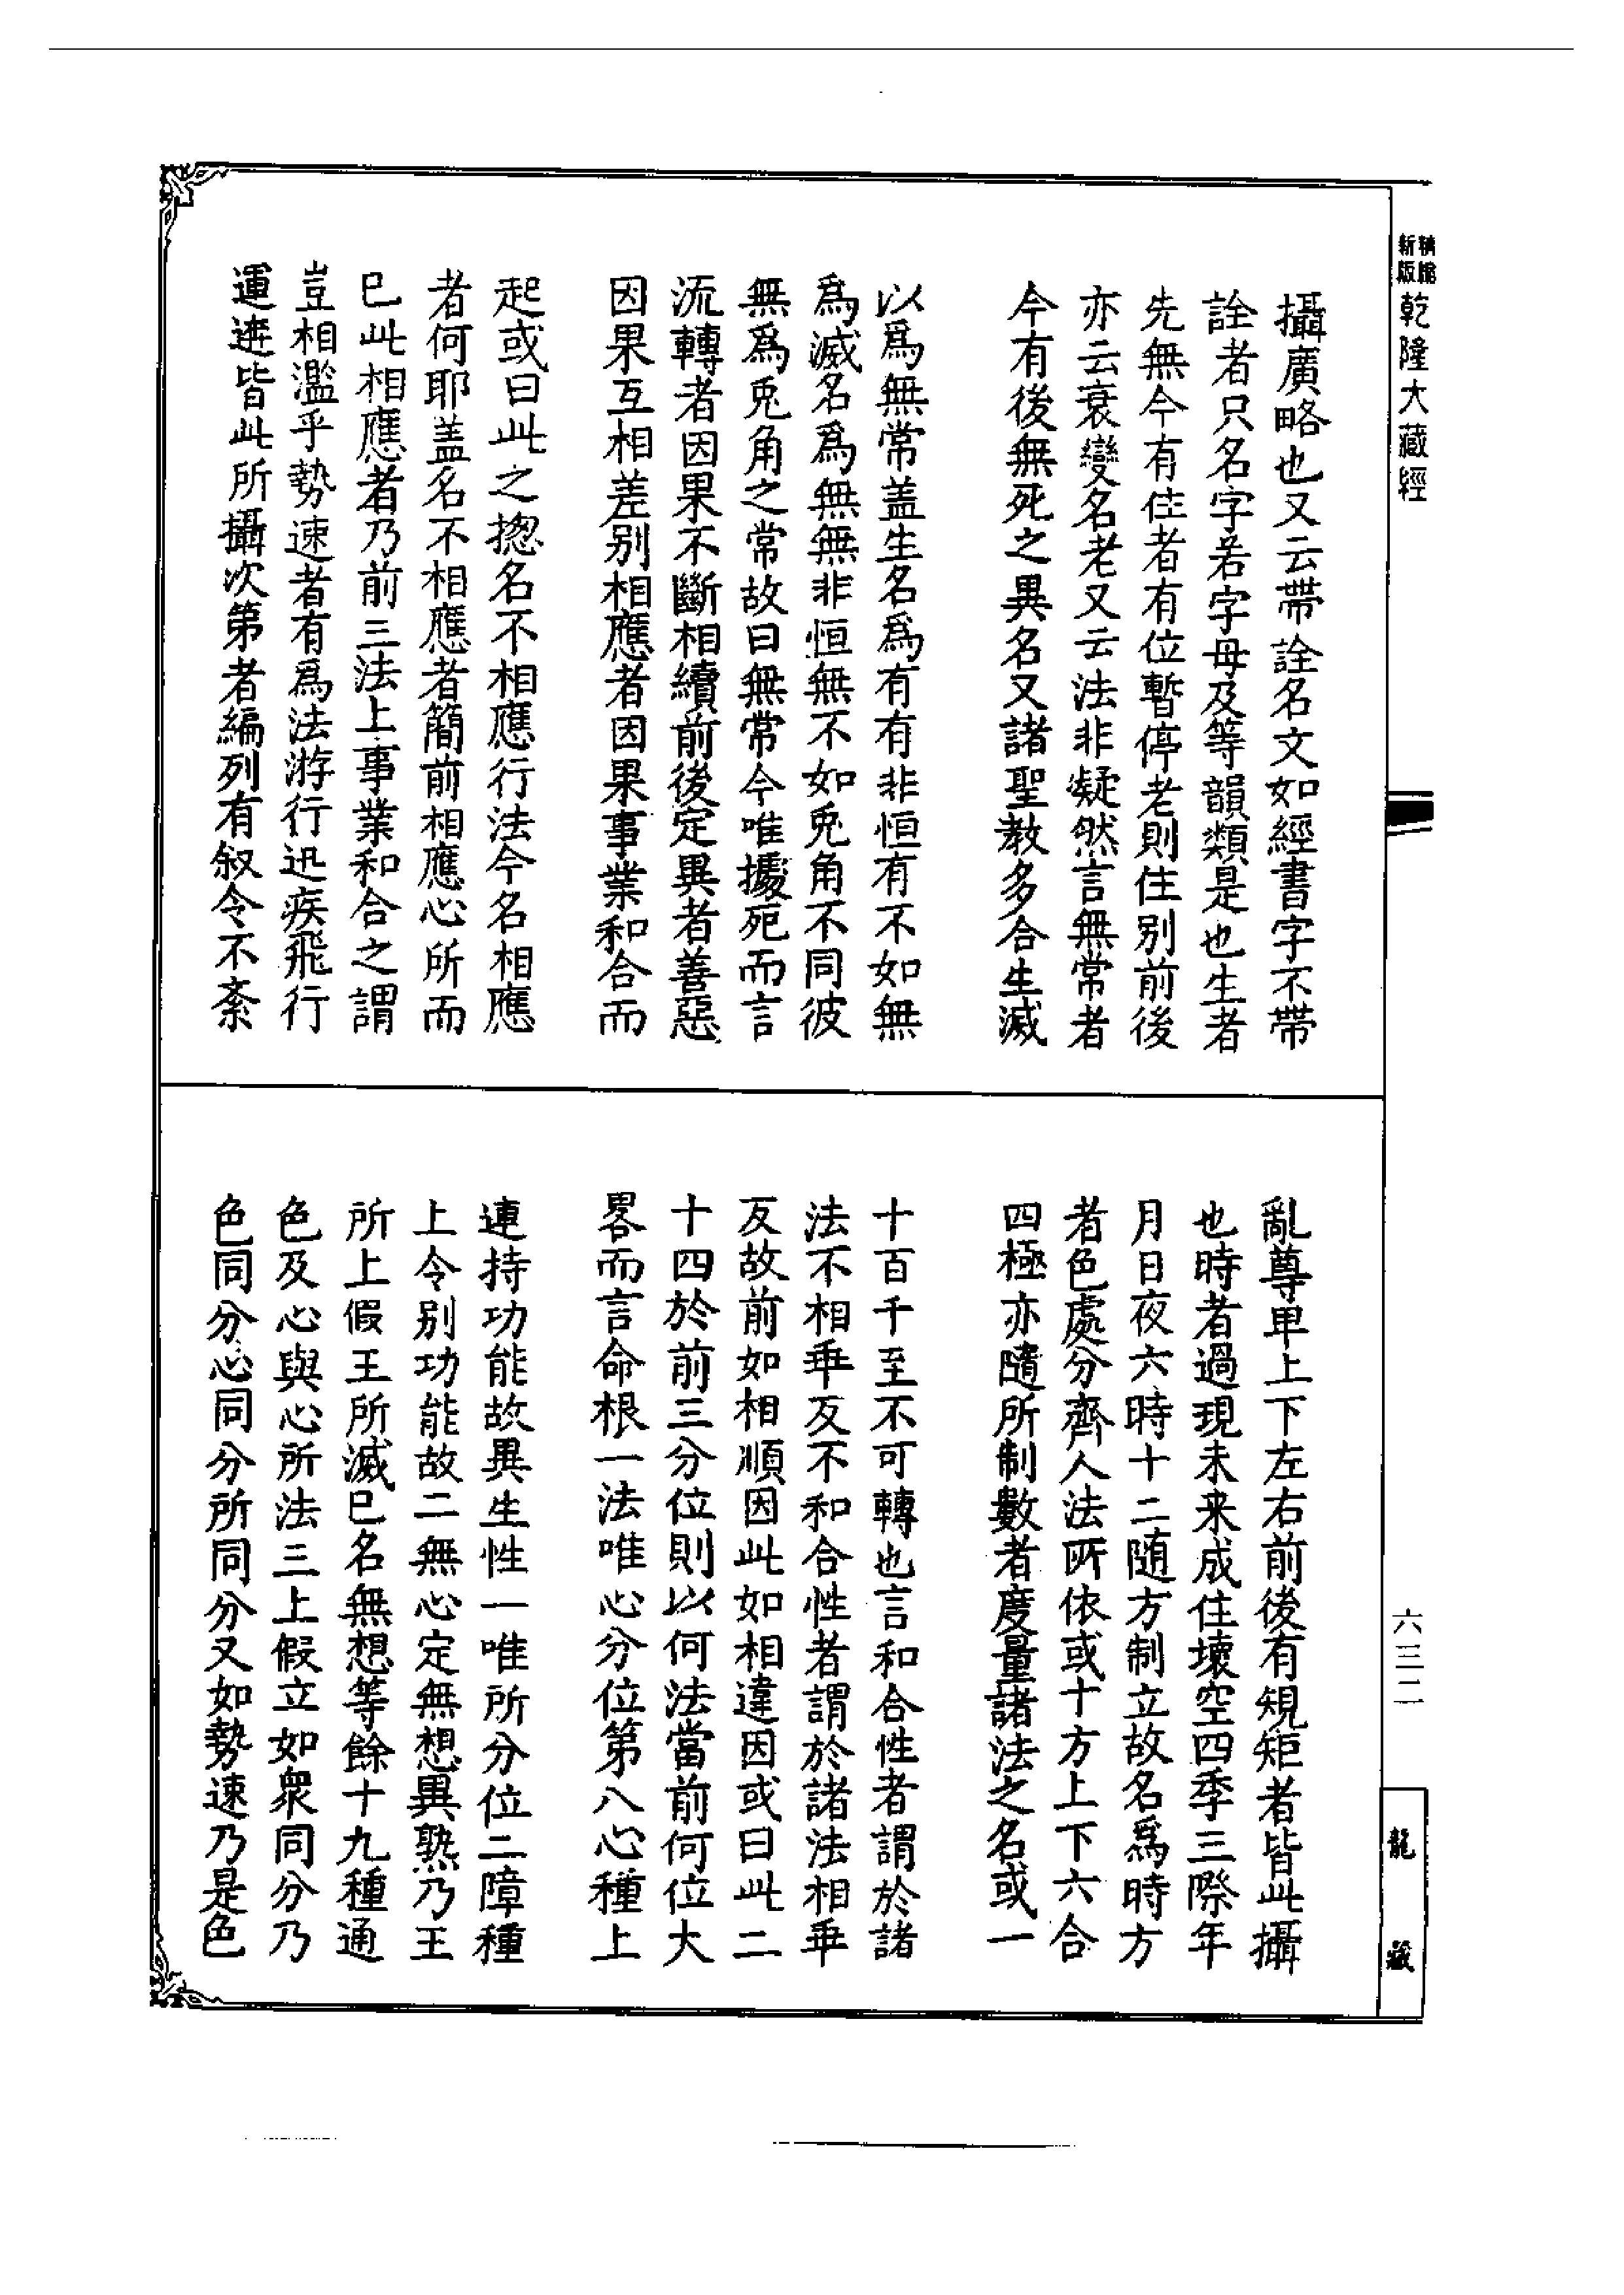 精縮新版乾隆大藏經
攝廣略也又云帶詮名文如經書字不帶
詮者只名字若字母及等韻類是也生者
先無今有住者有位暫停老則住別前後
亦云衰變名老又云法非凝然言無常者
今有後無死之異名又諸聖教多合生滅
以爲無常盖生名爲有有非恒有不如無
爲滅名爲無無非恒無不如兎角不同彼
無爲兎角之常故曰無常今唯據死而言
流轉者因果不斷相續前後定異者善惡
因果互相差别相應者因果事業和合而
起或曰此之揔名不相應行法今名相應
者何耶盖名不相應者簡前相應心所而
已此相應者乃前三法上事業和合之謂
豈相濫乎勢速者有爲法游行迅疾飛行
運迸皆此所攝次第者編列有叙令不紊
亂尊卑上下左右前後有規矩者皆此攝
也時者過現未来成住壊空四季三際年
月日夜六時十二隨方制立故名爲時方
者色處分齊人法所依或十方上下六合
四極亦隨所制數者度量諸法之名或一
十百千至不可轉也言和合性者謂於諸
法不相乖反不和合性者謂於諸法相乖
反故前如相順因此如相違因或曰此二
十四於前三分位則以何法當前何位大
畧而言命根一法唯心分位第八心種上
連持功能故異生性一唯所分位二障種
上令别功能故二無心定無想異熟乃王
所上假王所滅已名無想等餘十九種通
色及心與心所法三上假立如衆同分乃
色同分心同分所同分又如勢速乃是色
六三二
龍藏